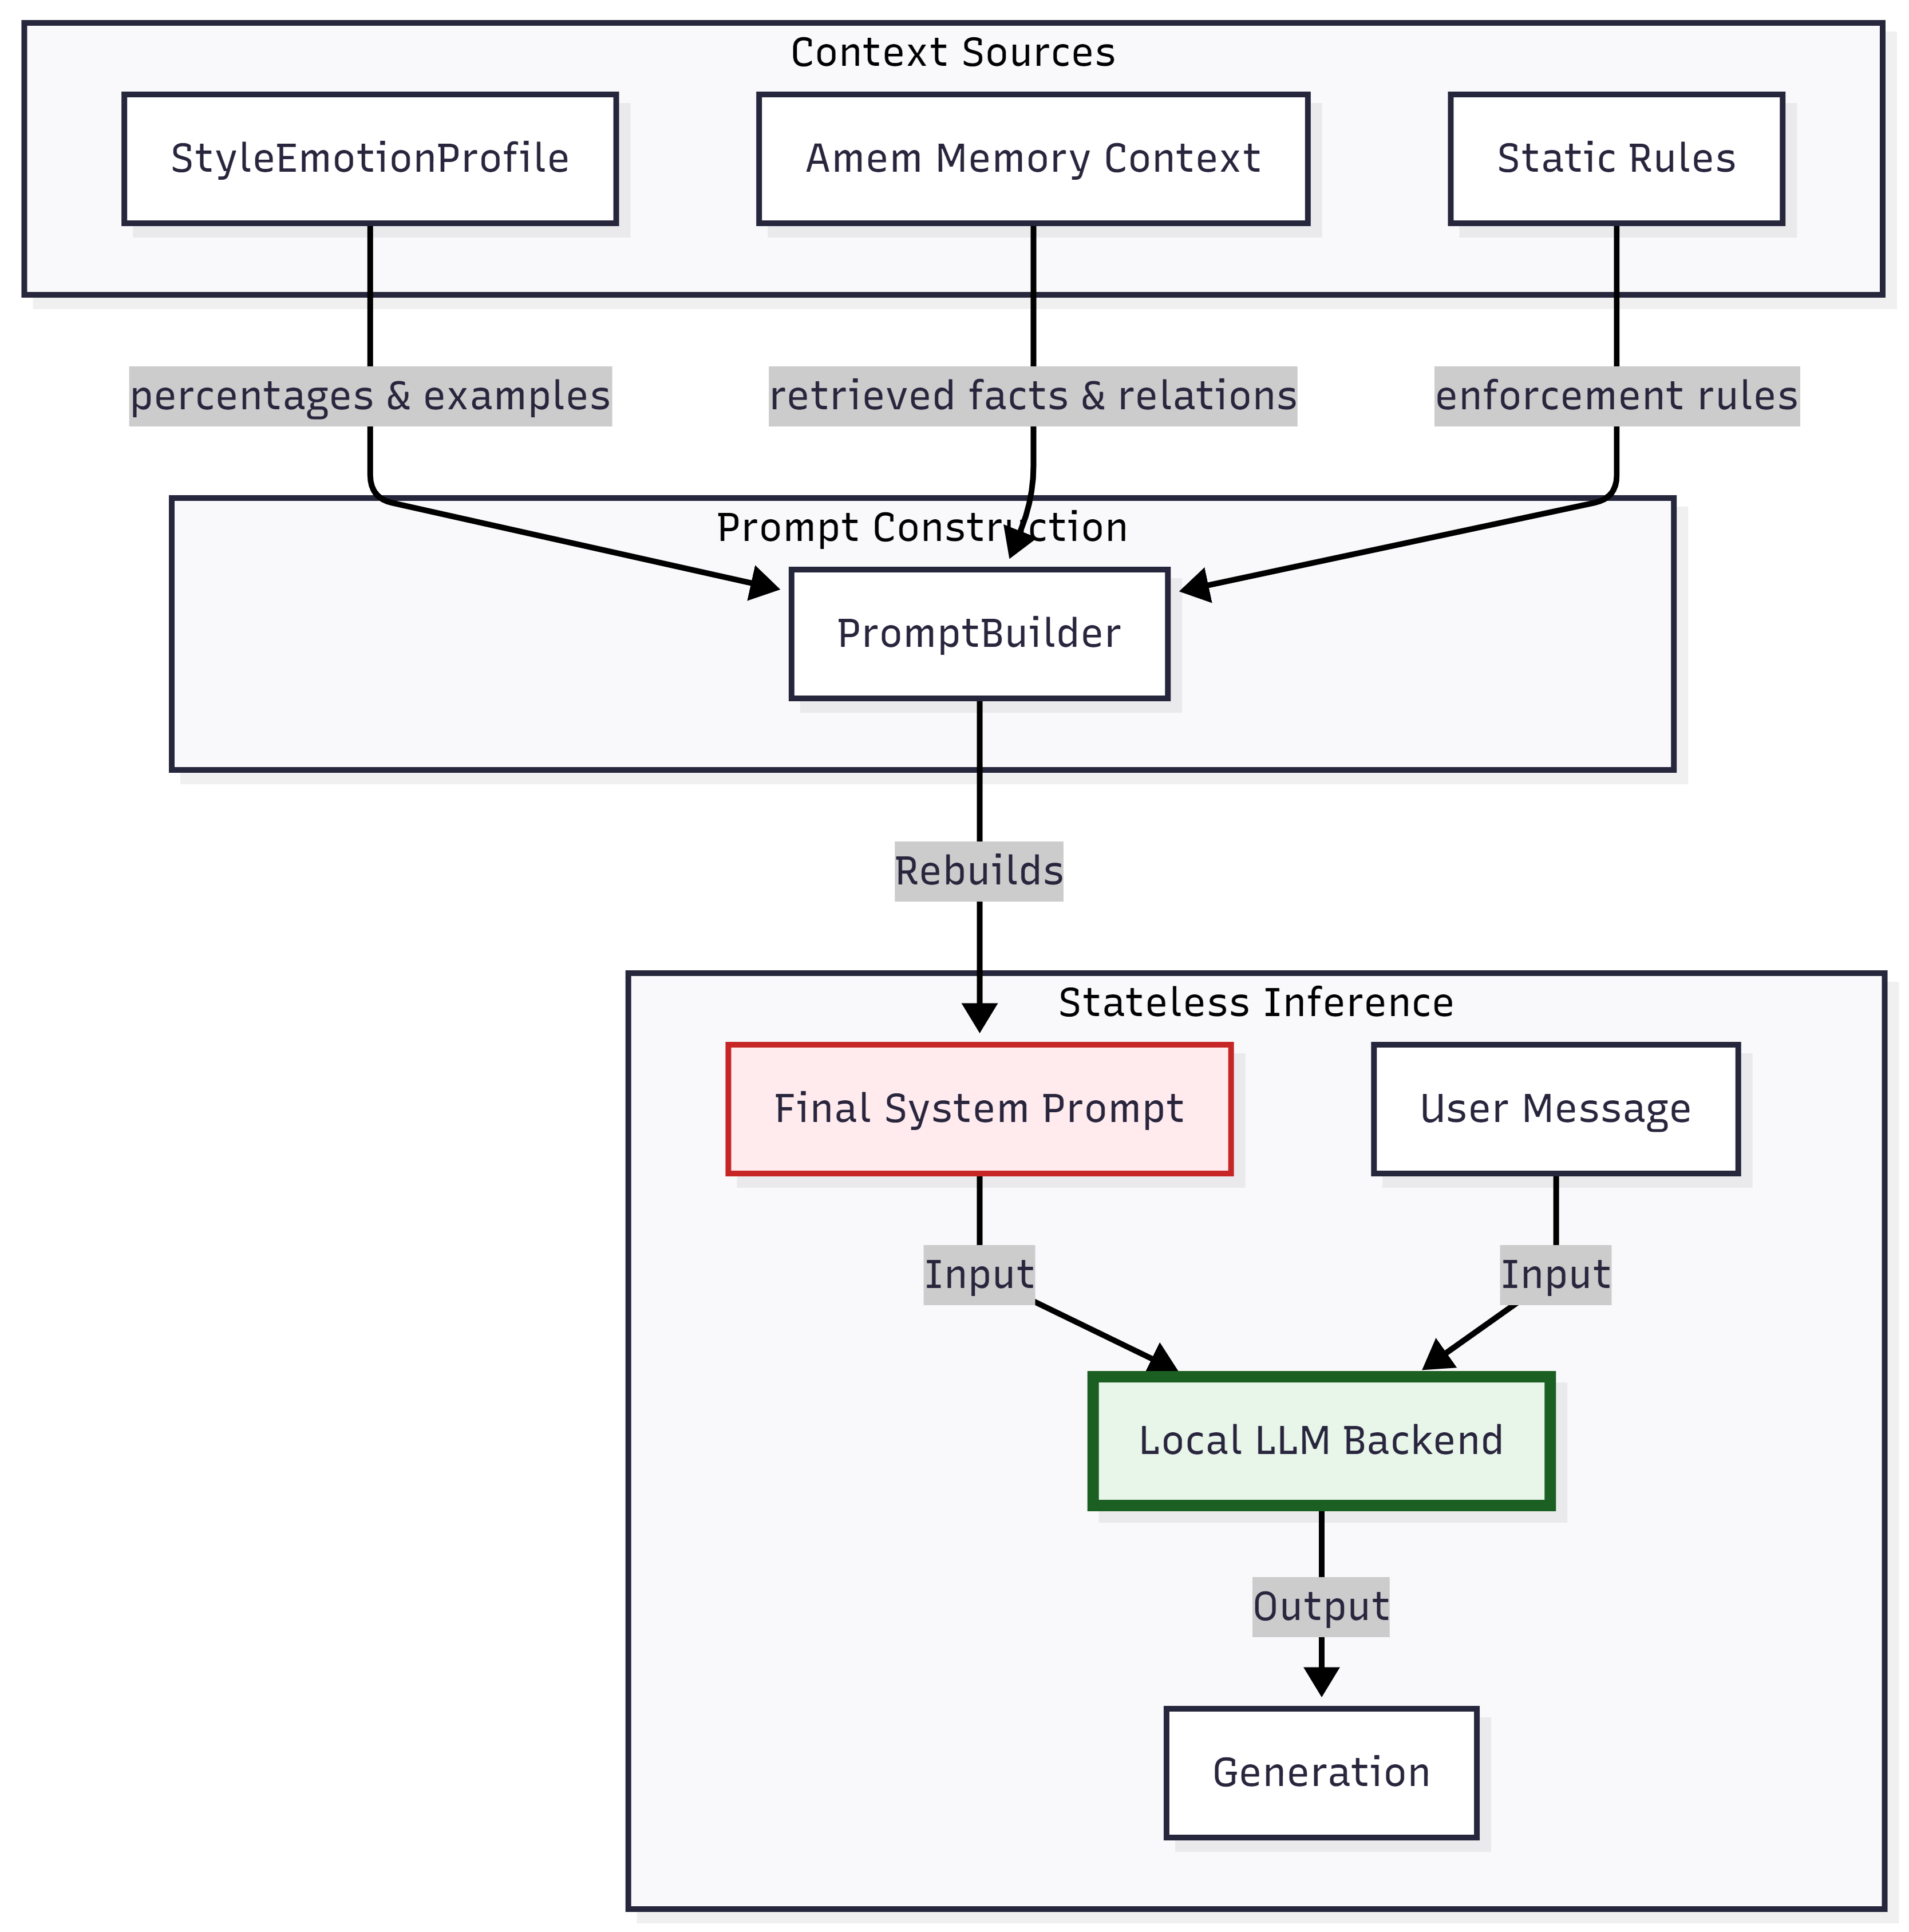 Context Sources
StyleEmotionProfile
Amem Memory Context
Static Rules
percentages & examples
retrieved facts & relations
enforcement rules
Prompt Construction
PromptBuilder
Rebuilds
Stateless Inference
Final System Prompt
User Message
Input
Input
Local LLM Backend
Output
Generation